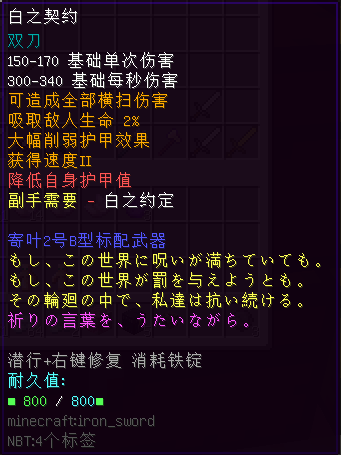 白之契约
双刀
150-170 基础单次伤害
300-340 基础每秒伤害
可造成全部横扫伤害
吸取敌人生命 2%
大幅削弱护甲效果
获得速度II
降低自身护甲值
副手需要 - 白之约定
寄叶2号B型标配武器
もし、この世界に呪いが満ちていても。
もし、この世界が罰を与えようとも。
その輪廻の中で、私達は抗い続ける。
祈りの言葉を、うたいながら。
潜行+右键修复 消耗铁锭
耐久值:
■ 800 / 800■
minecraft:iron_sword
NBT:4个标签